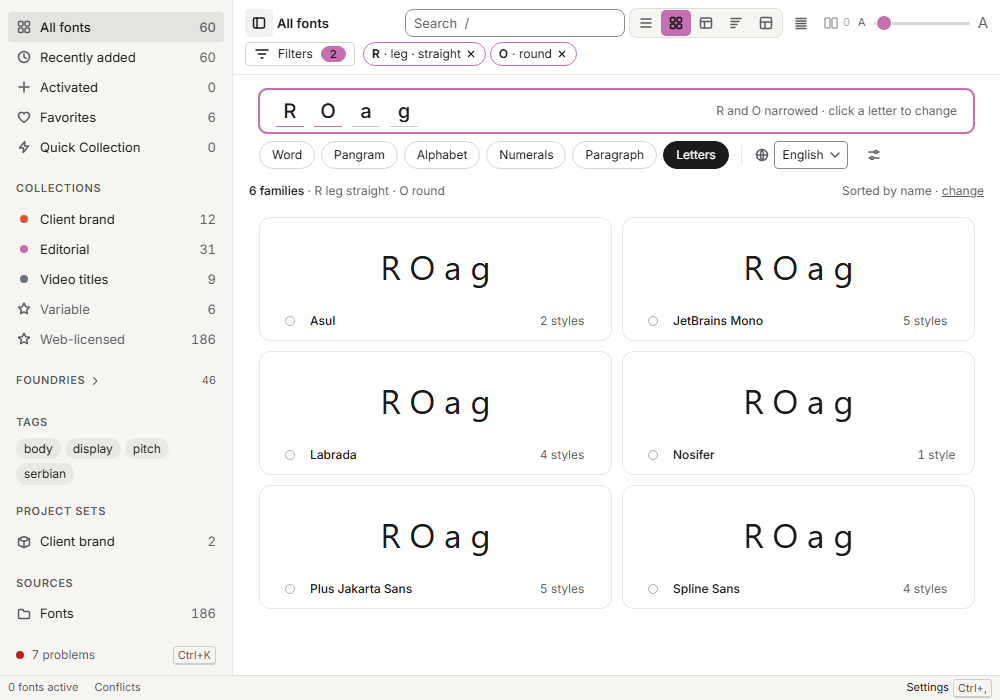 All fonts 60
Recently added 60
Activated 0
Favorites 6
Quick Collection 0
COLLECTIONS
Client brand 12
Editorial 31
Video titles 9
Variable 6
Web-licensed 186
FOUNDRIES 46
TAGS
body display pitch
serbian
PROJECT SETS
Client brand 2
SOURCES
Fonts 186
7 problems Ctrl+K
All fonts Search / 0 A A
Filters 2 R · leg · straight × O · round ×
R O a g R and O narrowed · click a letter to change
Word Pangram Alphabet Numerals Paragraph Letters English
6 families · R leg straight · O round Sorted by name · change
R O a g
Asul 2 styles
R O a g
JetBrains Mono 5 styles
R O a g
Labrada 4 styles
R O a g
Nosifer 1 style
R O a g
Plus Jakarta Sans 5 styles
R O a g
Spline Sans 4 styles
0 fonts active Conflicts Settings Ctrl+,